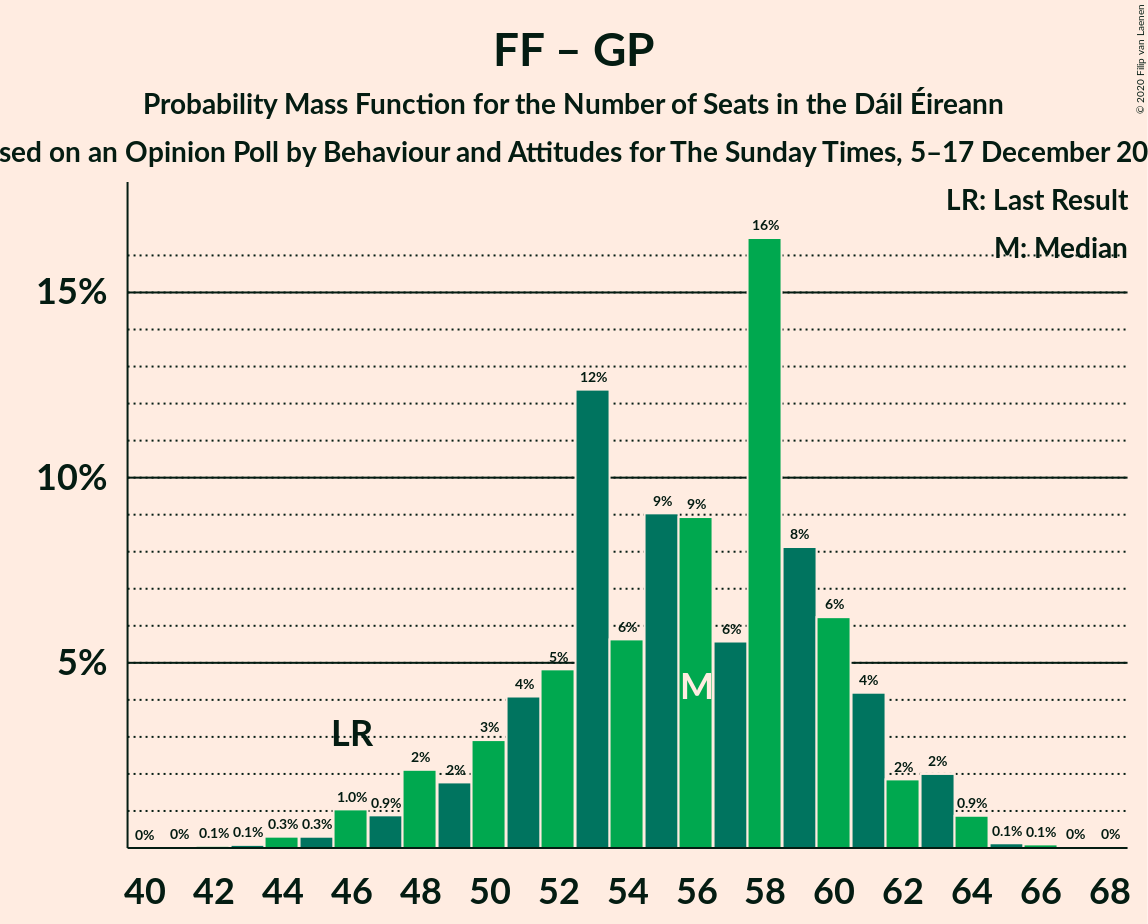 FF – GP
Probability Mass Function for the Number of Seats in the Dáil Éireann
sed on an Opinion Poll by Behaviour and Attitudes for The Sunday Times, 5–17 December 20
© 2020 Filip van Laenen
LR: Last Result
M: Median
15%
10%
5%
0% 0% 0.1% 0.1% 0.3% 0.3% 1.0% 0.9% 2% 2% 3% 4% 5% 12% 6% 9% 9% 6% 16% 8% 6% 4% 2% 2% 0.9% 0.1% 0.1% 0% 0%
LR
M
40 42 44 46 48 50 52 54 56 58 60 62 64 66 68